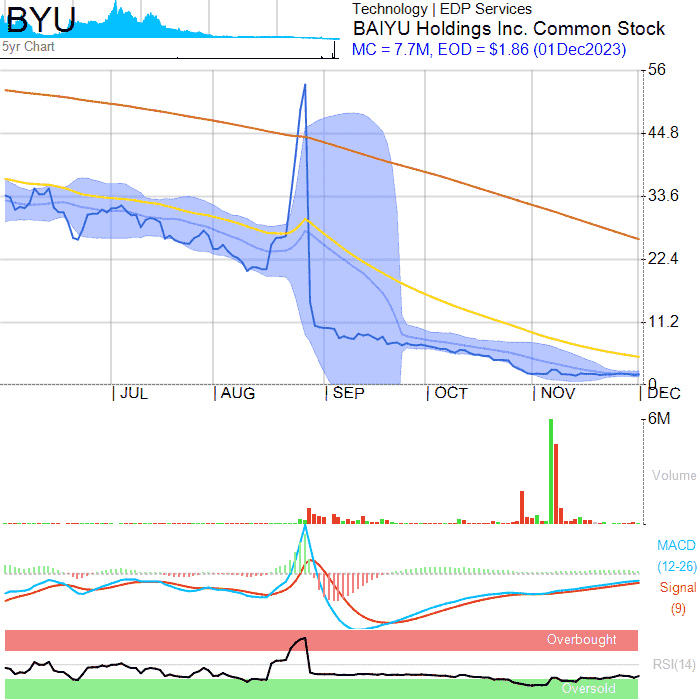 BYU
Technology | EDP Services
BAIYU Holdings Inc. Common Stock
MC = 7.7M, EOD = $1.86 (01Dec2023)
5yr Chart
56
44.8
33.6
22.4
11.2
0
JUL
AUG
SEP
OCT
NOV
DEC
6M
Volume
MACD
(12-26)
Signal
(9)
Overbought
RSI(14)
Oversold